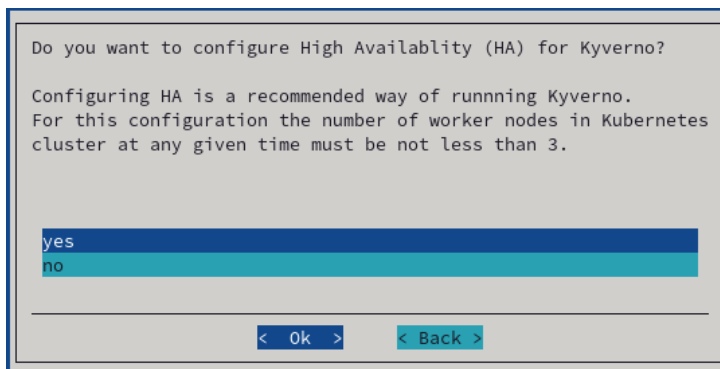 Do you want to configure High Availablity (HA) for Kyverno?
Configuring HA is a recommended way of runnning Kyverno.
For this configuration the number of worker nodes in Kubernetes
cluster at any given time must be not less than 3.
yes
no
< Ok > < Back >